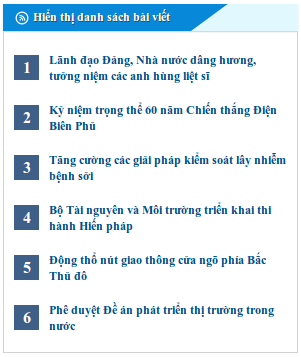 Hiển thị danh sách bài viết
1
Lãnh đạo Đảng, Nhà nước dâng hương,
tưởng niệm các anh hùng liệt sĩ
2
Kỷ niệm trọng thể 60 năm Chiến thắng Điện
Biên Phủ
3
Tăng cường các giải pháp kiểm soát lây nhiễm
bệnh sởi
4
Bộ Tài nguyên và Môi trường triển khai thi
hành Hiến pháp
5
Động thổ nút giao thông cửa ngõ phía Bắc
Thủ đô
6
Phê duyệt Đề án phát triển thị trường trong
nước